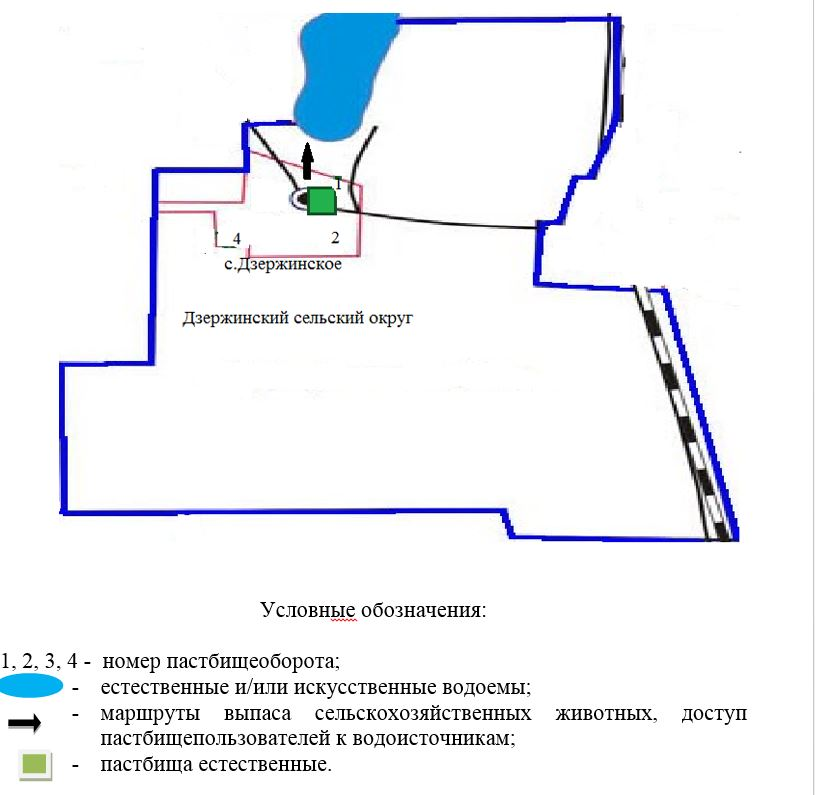 1
4
2
с.Дзержинское
Дзержинский сельский округ
Условные обозначения:
1, 2, 3, 4 - номер пастбищеоборота;
- естественные и/или искусственные водоемы;
- маршруты выпаса сельскохозяйственных животных, доступ
пастбищепользователей к водоисточникам;
- пастбища естественные.